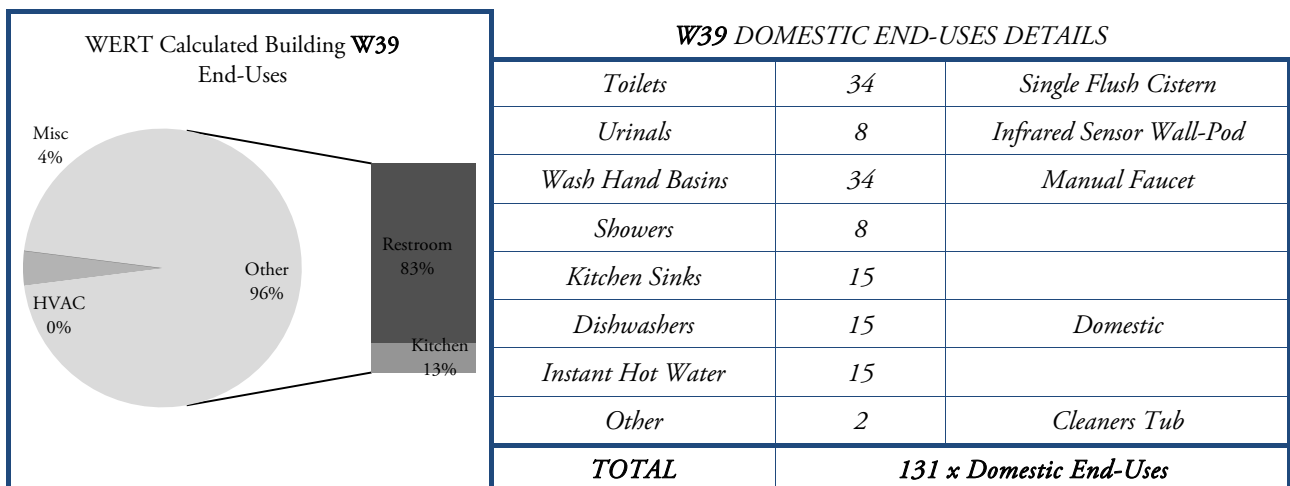 WERT Calculated Building W39
End-Uses
Misc
4%
HVAC
0%
Other
96%
Restroom
83%
Kitchen
13%
W39 DOMESTIC END-USES DETAILS
Toilets 34 Single Flush Cistern
Urinals 8 Infrared Sensor Wall-Pod
Wash Hand Basins 34 Manual Faucet
Showers 8
Kitchen Sinks 15
Dishwashers 15 Domestic
Instant Hot Water 15
Other 2 Cleaners Tub
TOTAL 131 x Domestic End-Uses